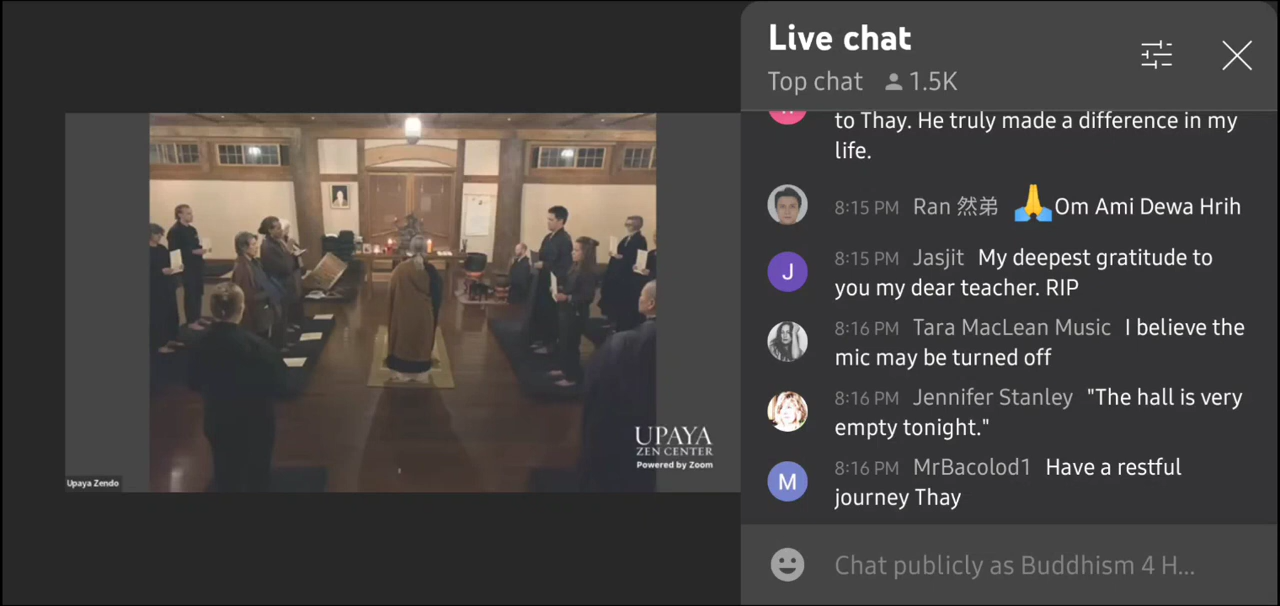 Live chat
Top chat 1.5K
to Thay. He truly made a difference in my
life.
8:15 PM Ran 然弟 🙏Om Ami Dewa Hrih
8:15 PM Jasjit My deepest gratitude to
you my dear teacher. RIP
J
8:16 PM Tara MacLean Music I believe the
mic may be turned off
8:16 PM Jennifer Stanley "The hall is very
empty tonight."
8:16 PM MrBacolod1 Have a restful
journey Thay
M
Chat publicly as Buddhism 4 H...
UPAYA
ZEN CENTER
Powered by Zoom
Upaya Zendo